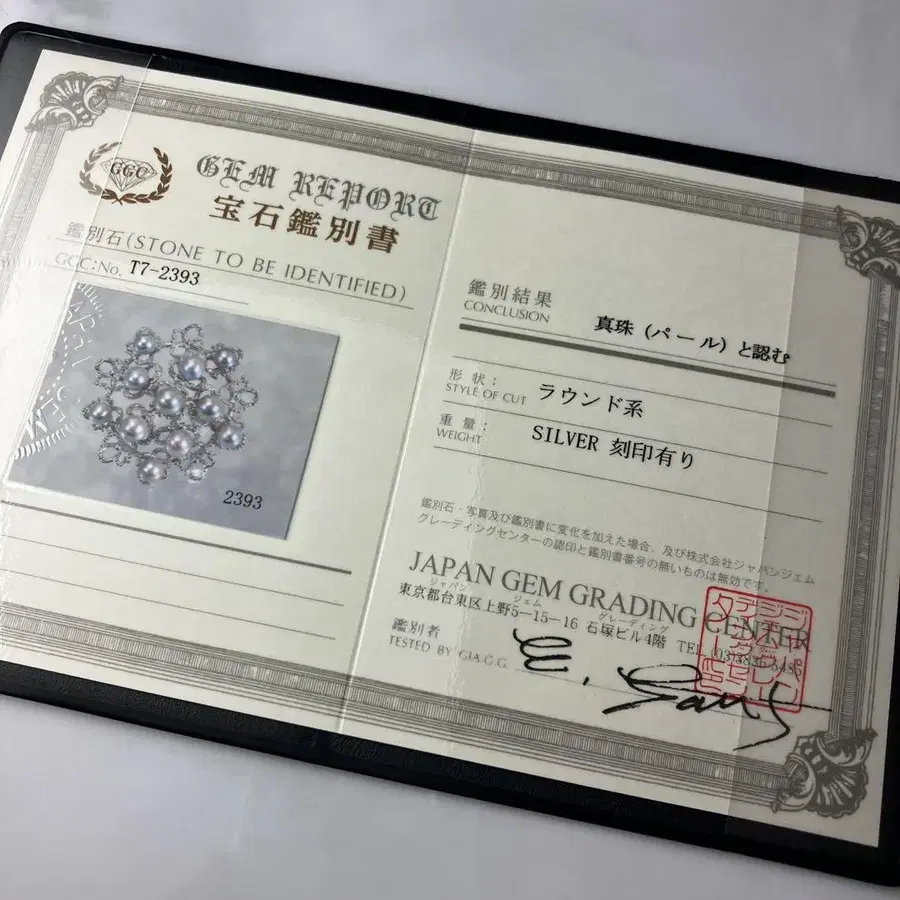 GGC
GEM REPORT
宝石鑑別書
鑑別石(STONE TO BE IDENTIFIED)
GGC:No. T7-2393
2393
鑑別結果
CONCLUSION
真珠 (パール) と認む
形状:
STYLE OF CUT ラウンド系
重量:
WEIGHT SILVER 刻印有り
鑑別石・写真及び鑑別書に変化を加えた場合、及び株式会社ジャパンジェム
グレーディングセンターの認印と鑑別書番号の無いものは無効です。
JAPAN GEM GRADING CENTER
ジャパン ジェム グレーディング
東京都台東区上野5-15-16 石塚ビル4階 TEL
鑑別者
TESTED BY GIA.G.G.